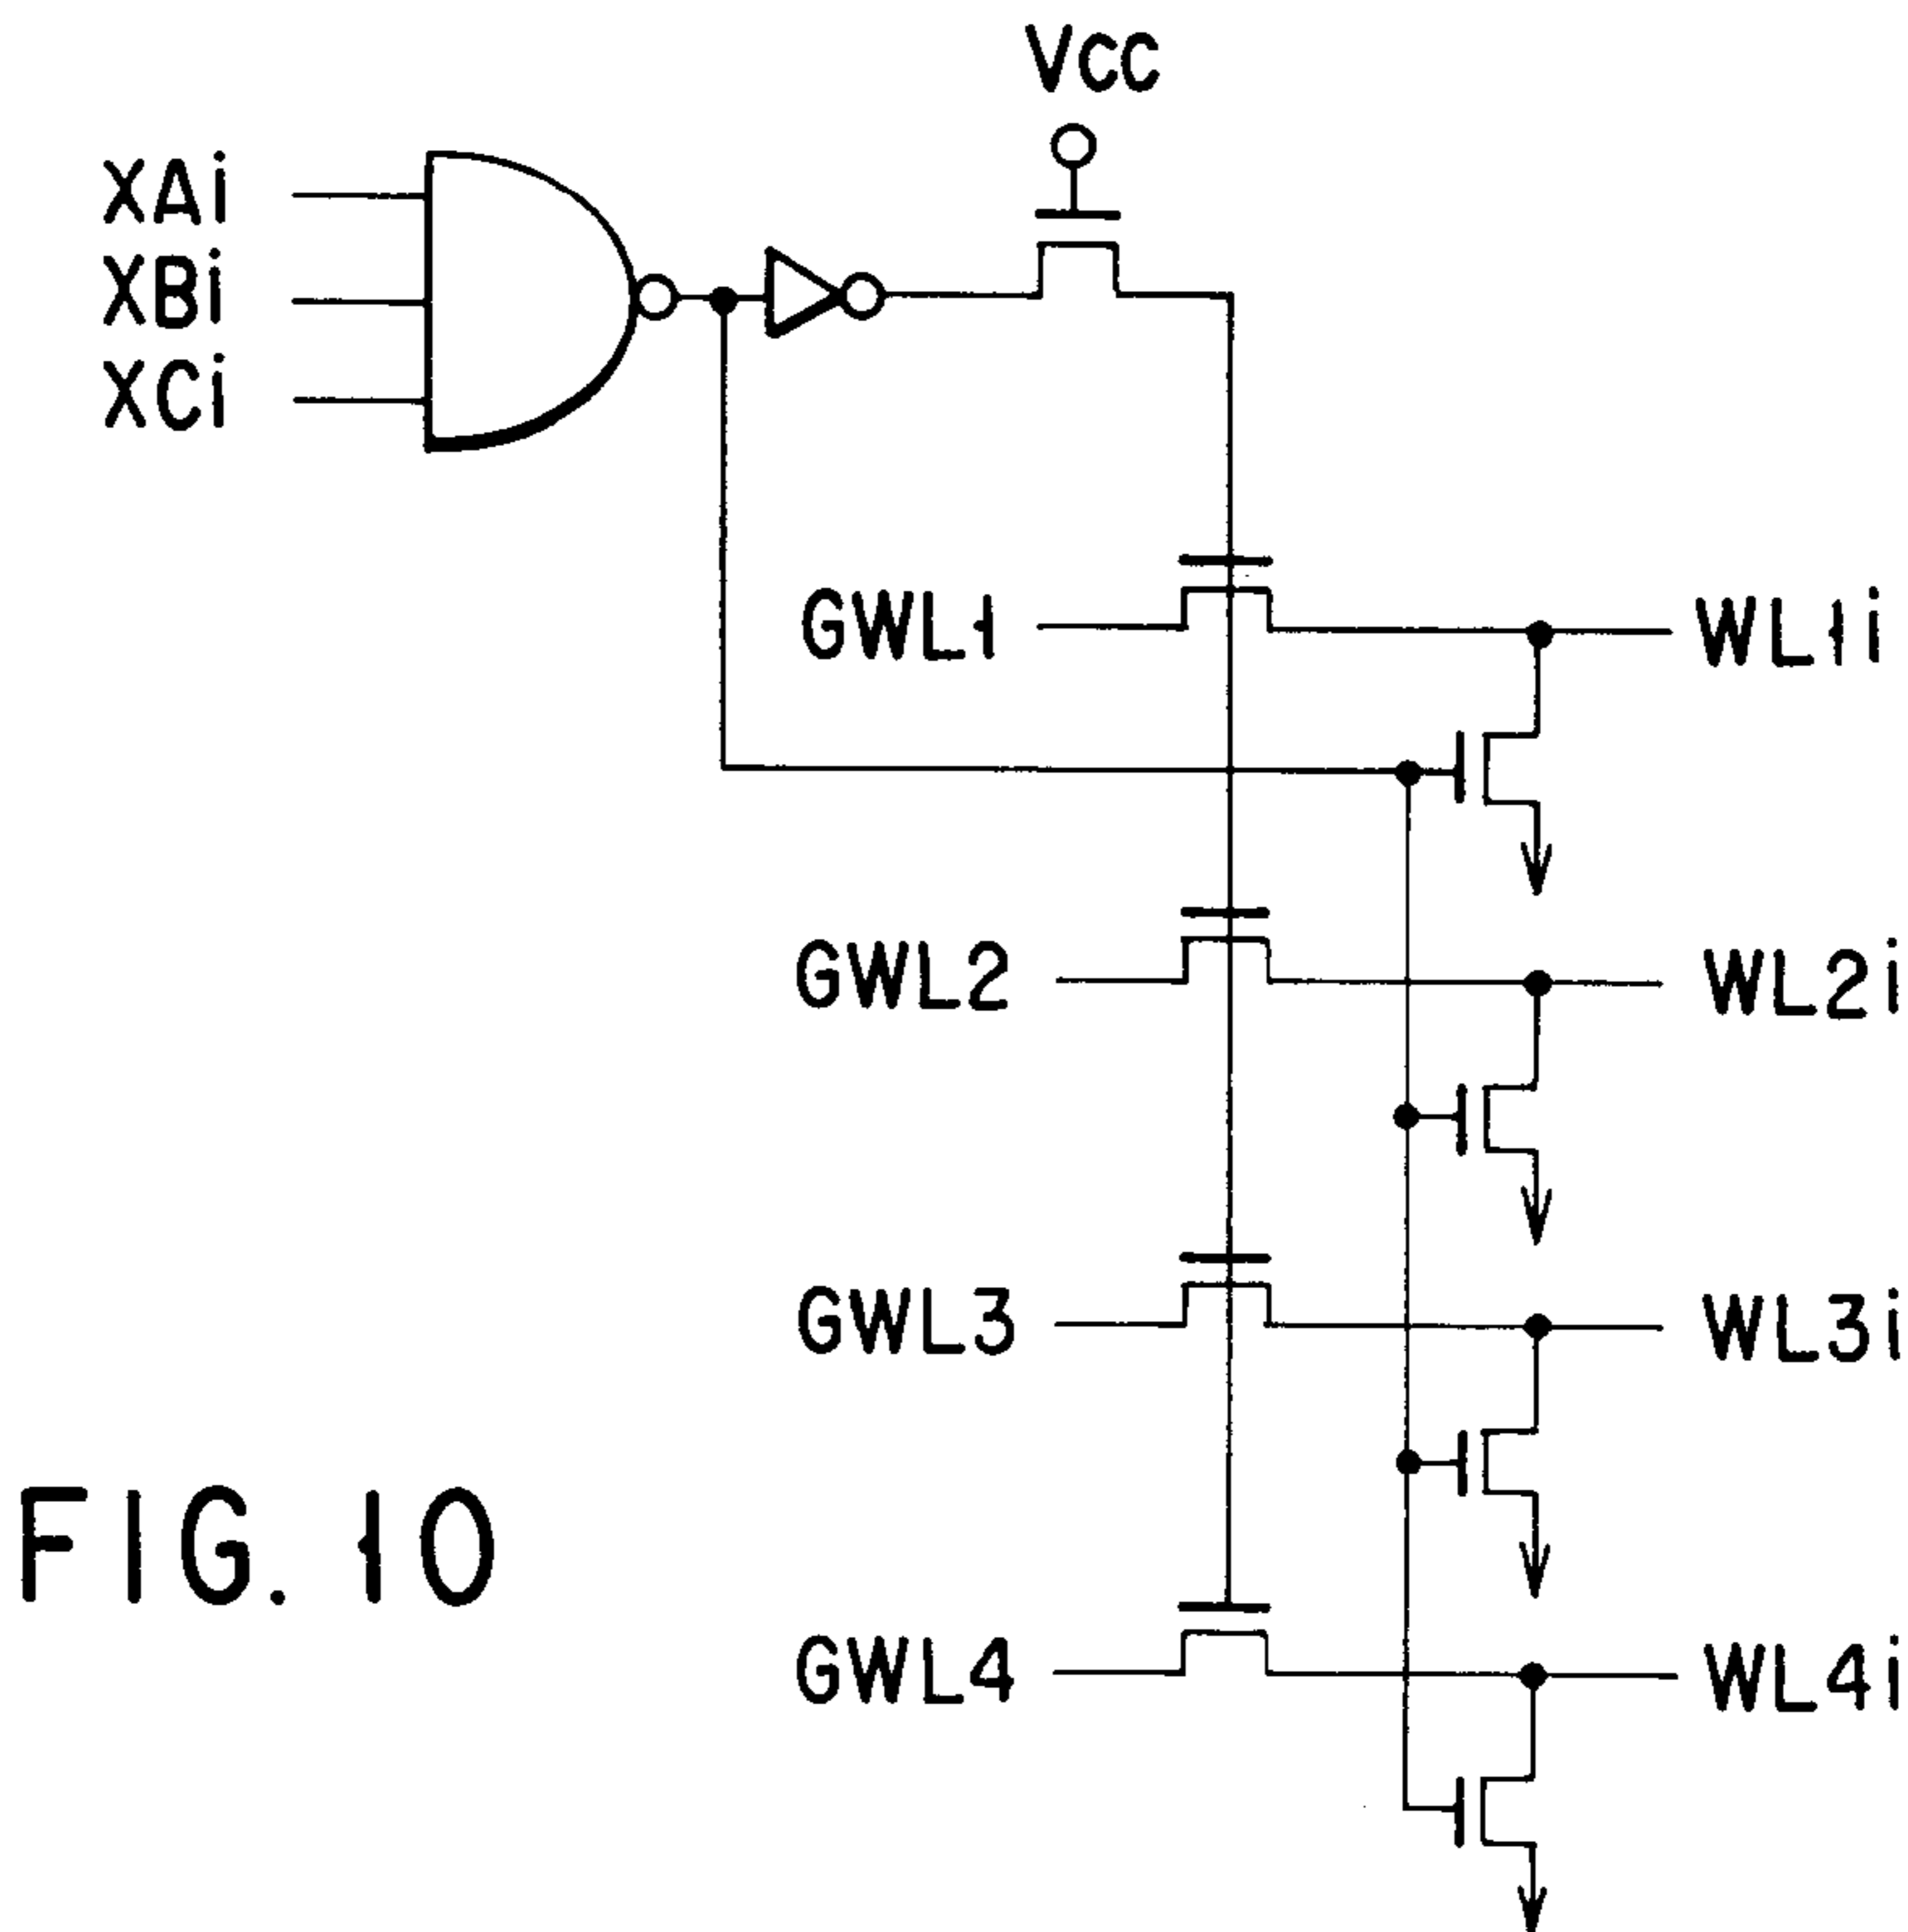 VCC
XAi
XBi
XCi
GWL1
WL1i
GWL2
WL2i
GWL3
WL3i
FIG. 10
GWL4
WL4i